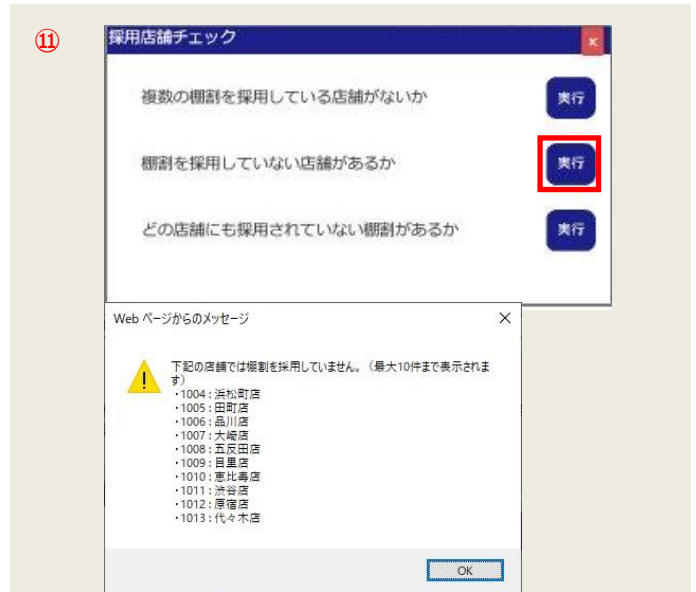 ⑪
採用店舗チェック
×
複数の棚割を採用している店舗がないか
実行
棚割を採用していない店舗があるか
実行
どの店舗にも採用されていない棚割があるか
実行
Web ページからのメッセージ
×
下記の店舗では棚割を採用していません。（最大10件まで表示されま
す）
・1004 : 浜松町店
・1005 : 田町店
・1006 : 品川店
・1007 : 大崎店
・1008 : 五反田店
・1009 : 目黒店
・1010 : 恵比寿店
・1011 : 渋谷店
・1012 : 原宿店
・1013 : 代々木店
OK